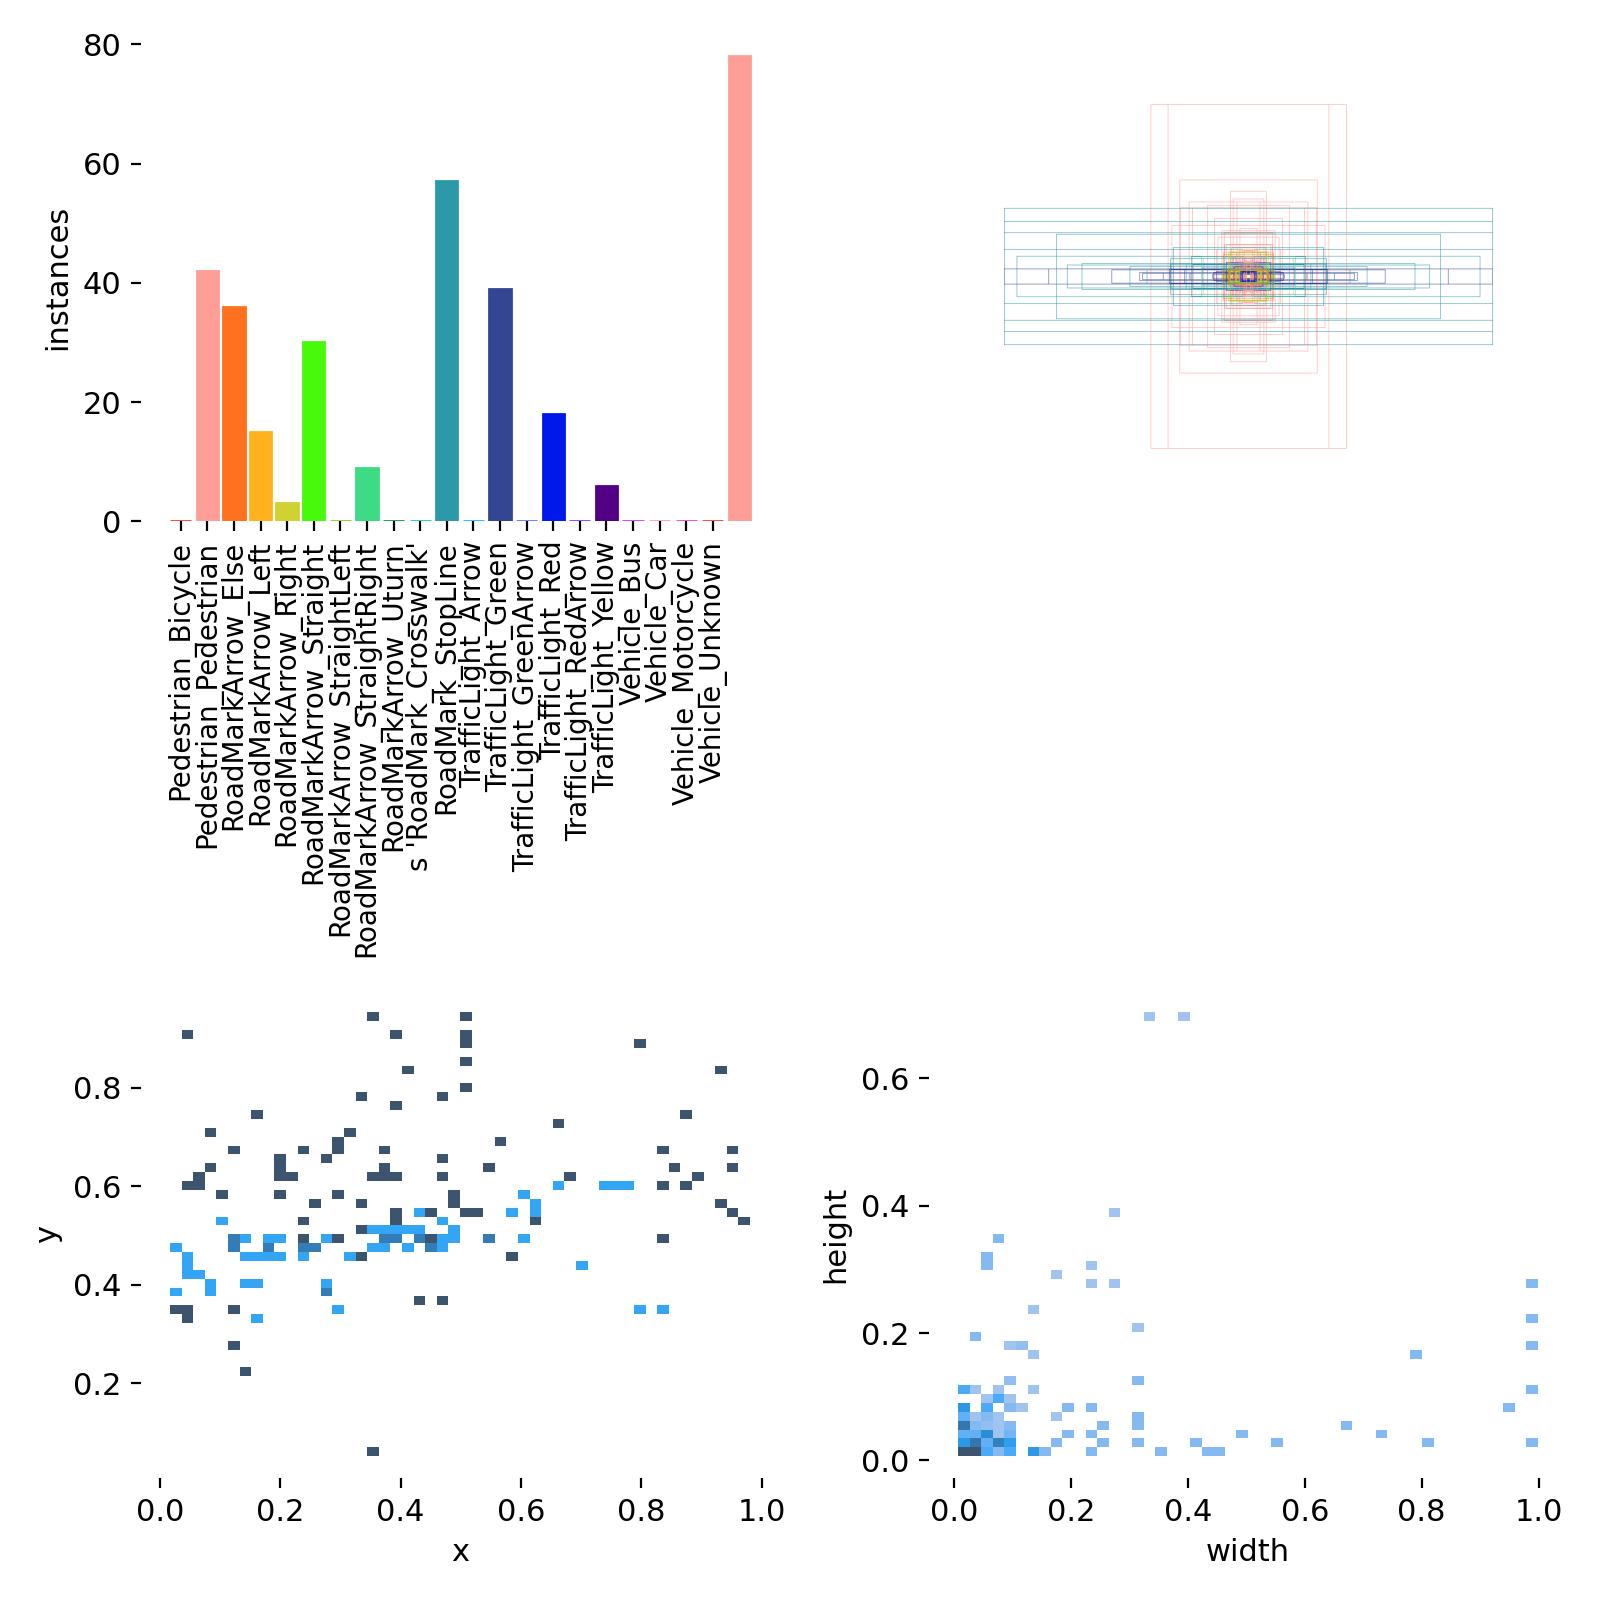 80
60
40
20
0
instances
Pedestrian_Bicycle
Pedestrian_Pedestrian
RoadMarkArrow_Else
RoadMarkArrow_Left
RoadMarkArrow_Right
RoadMarkArrow_Straight
RoadMarkArrow_StraightLeft
RoadMarkArrow_StraightRight
RoadMarkArrow_Uturn
s 'RoadMark_Crosswalk'
RoadMark_StopLine
TrafficLight_Arrow
TrafficLight_Green
TrafficLight_GreenArrow
TrafficLight_Red
TrafficLight_RedArrow
TrafficLight_Yellow
Vehicle_Bus
Vehicle_Car
Vehicle_Motorcycle
Vehicle_Unknown
0.8
0.6
0.4
0.2
y
0.0 0.2 0.4 0.6 0.8 1.0
x
0.6
0.4
0.2
0.0
height
0.0 0.2 0.4 0.6 0.8 1.0
width